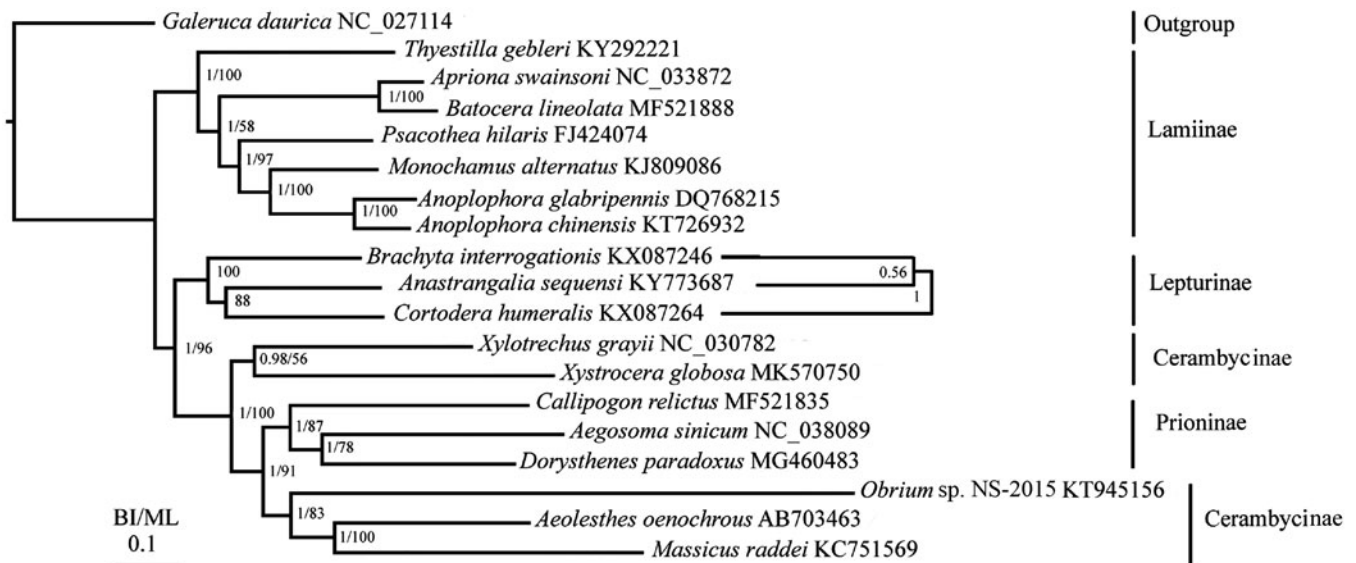 Galeruca daurica NC_027114
Outgroup
Thyestilla gebleri KY292221
1/100
Apriona swainsoni NC_033872
1/100
Batocera lineolata MF521888
Lamiinae
1/58
Psacothea hilaris FJ424074
1/97
Monochamus alternatus KJ809086
1/100
Anoplophora glabripennis DQ768215
1/100
Anoplophora chinensis KT726932
Brachyta interrogationis KX087246
100
0.56
Anastrangalia sequensi KY773687
Lepturinae
88
1
Cortodera humeralis KX087264
1/96
Xylotrechus grayii NC_030782
0.98/56
Cerambycinae
Xystrocera globosa MK570750
1/100
Callipogon relictus MF521835
1/87
Prioninae
Aegosoma sinicum NC_038089
1/78
Dorysthenes paradoxus MG460483
1/91
Obrium sp. NS-2015 KT945156
1/83
Aeolesthes oenochrous AB703463
Cerambycinae
1/100
Massicus raddei KC751569
BI/ML
0.1